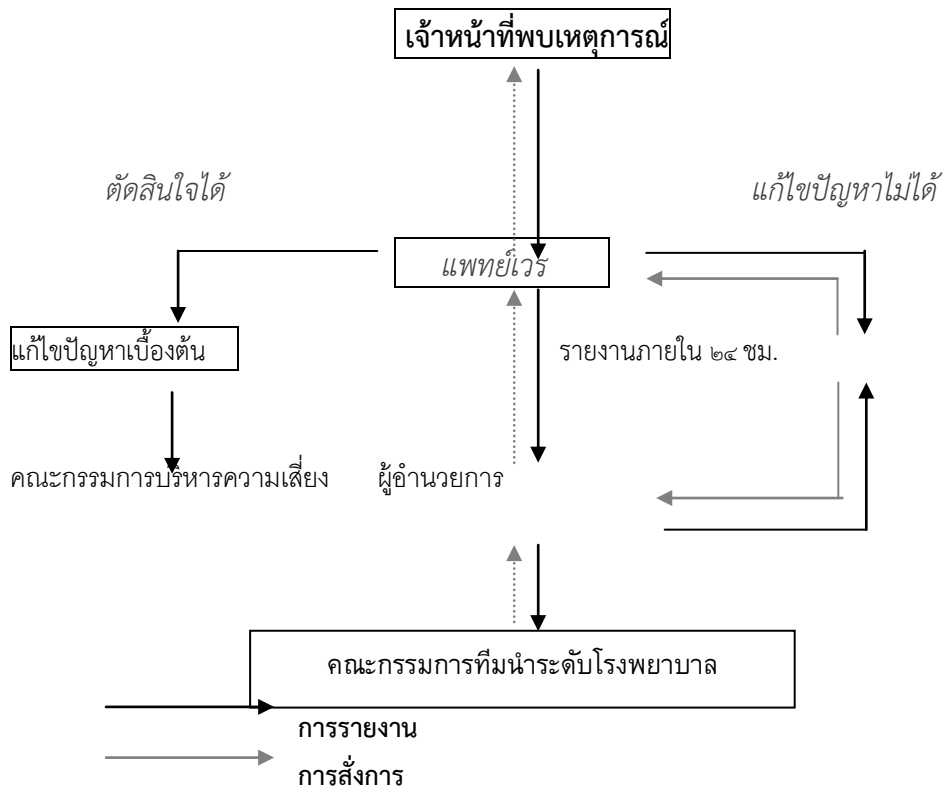 เจ้าหน้าที่พบเหตุการณ์
ตัดสินใจได้
แก้ไขปัญหาไม่ได้
แพทย์เวร
แก้ไขปัญหาเบื้องต้น
รายงานภายใน ๒๔ ชม.
คณะกรรมการบริหารความเสี่ยง ผู้อำนวยการ
คณะกรรมการทีมนำระดับโรงพยาบาล
การรายงาน
การสั่งการ